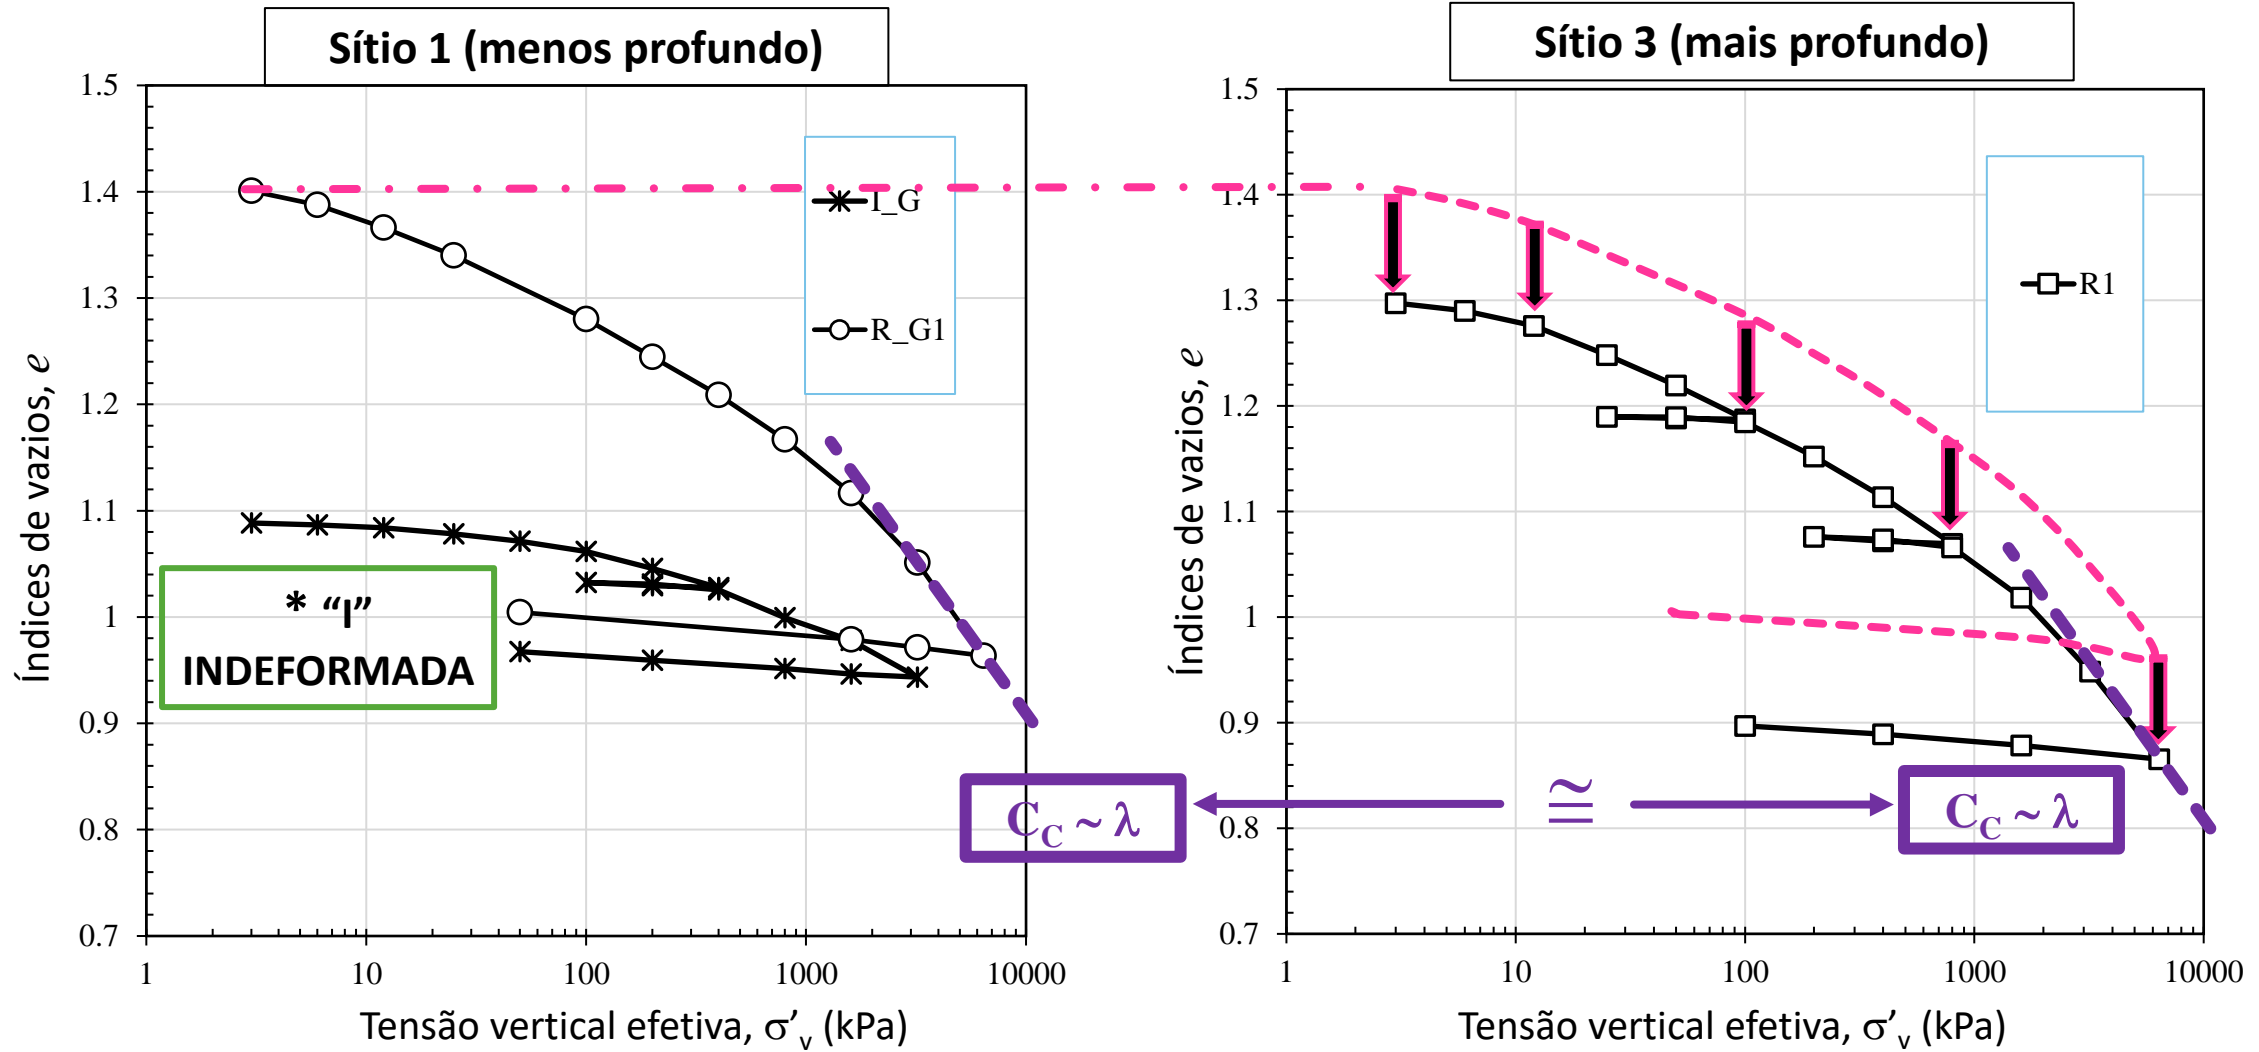 Sítio 1 (menos profundo)
1.5
1.4
1.3
1.2
1.1
1
0.9
0.8
0.7
1
10
100
1000
10000
Índices de vazios, e
Tensão vertical efetiva, σ’v (kPa)
I_G
R_G1
* “I”
INDEFORMADA
CC ~ λ
≅
Sítio 3 (mais profundo)
1.5
1.4
1.3
1.2
1.1
1
0.9
0.8
0.7
1
10
100
1000
10000
Índices de vazios, e
Tensão vertical efetiva, σ’v (kPa)
R1
CC ~ λ